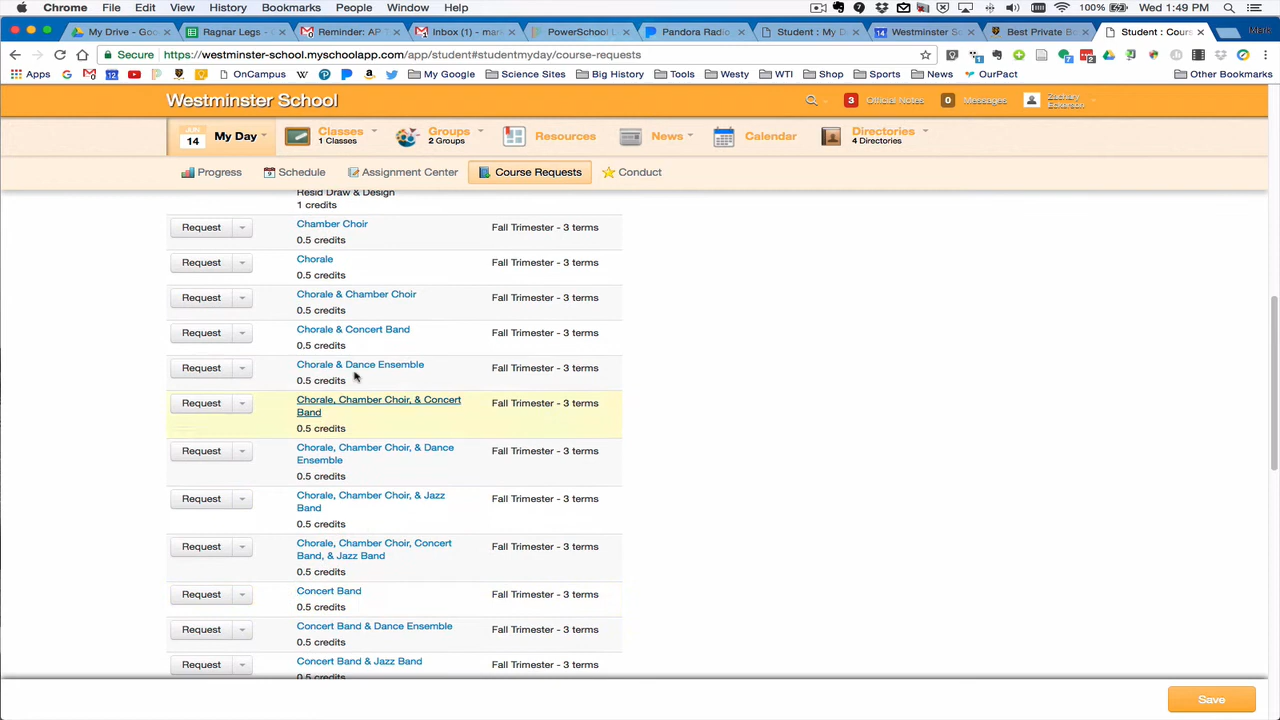 Chrome File Edit View History Bookmarks People Window Help 100% Wed 1:49 PM
My Drive - Goo Ragnar Legs - G Reminder: AP T Inbox (1) - mark PowerSchool L Pandora Radio Student : My D Westminster Sc Best Private Bo Student : Cours
Secure https://westminster-school.myschoolapp.com/app/student#studentmyday/course-requests
Apps OnCampus My Google Science Sites Big History Tools Westy WTI Shop Sports News OurPact Other Bookmarks
Westminster School 3 Official Notes 0 Messages Zachary
My Day Classes Groups Resources News Calendar Directories
14 1 Classes 2 Groups 4 Directories
Progress Schedule Assignment Center Course Requests Conduct
Resid Draw & Design
1 credits
Request Chamber Choir Fall Trimester - 3 terms
0.5 credits
Request Chorale Fall Trimester - 3 terms
0.5 credits
Request Chorale & Chamber Choir Fall Trimester - 3 terms
0.5 credits
Request Chorale & Concert Band Fall Trimester - 3 terms
0.5 credits
Request Chorale & Dance Ensemble Fall Trimester - 3 terms
0.5 credits
Request Chorale, Chamber Choir, & Concert Fall Trimester - 3 terms
Band
0.5 credits
Request Chorale, Chamber Choir, & Dance Fall Trimester - 3 terms
Ensemble
0.5 credits
Request Chorale, Chamber Choir, & Jazz Fall Trimester - 3 terms
Band
0.5 credits
Request Chorale, Chamber Choir, Concert Fall Trimester - 3 terms
Band, & Jazz Band
0.5 credits
Request Concert Band Fall Trimester - 3 terms
0.5 credits
Request Concert Band & Dance Ensemble Fall Trimester - 3 terms
0.5 credits
Request Concert Band & Jazz Band Fall Trimester - 3 terms
0.5 credits
Save